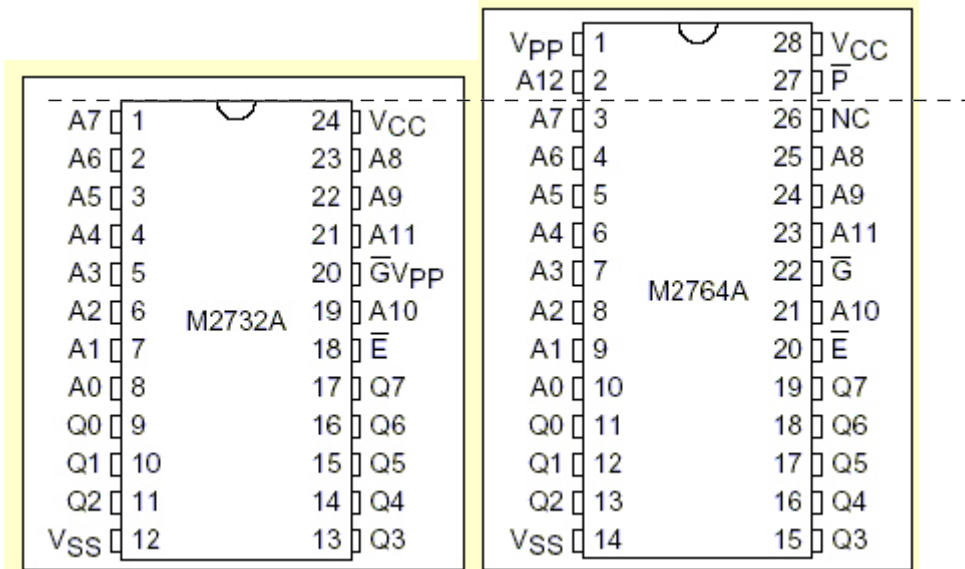 A7 1 24 VCC
A6 2 23 A8
A5 3 22 A9
A4 4 21 A11
A3 5 20 G̅VPP
A2 6 19 A10
M2732A
A1 7 18 E̅
A0 8 17 Q7
Q0 9 16 Q6
Q1 10 15 Q5
Q2 11 14 Q4
VSS 12 13 Q3
VPP 1 28 VCC
A12 2 27 P̅
A7 3 26 NC
A6 4 25 A8
A5 5 24 A9
A4 6 23 A11
A3 7 22 G̅
M2764A
A2 8 21 A10
A1 9 20 E̅
A0 10 19 Q7
Q0 11 18 Q6
Q1 12 17 Q5
Q2 13 16 Q4
VSS 14 15 Q3